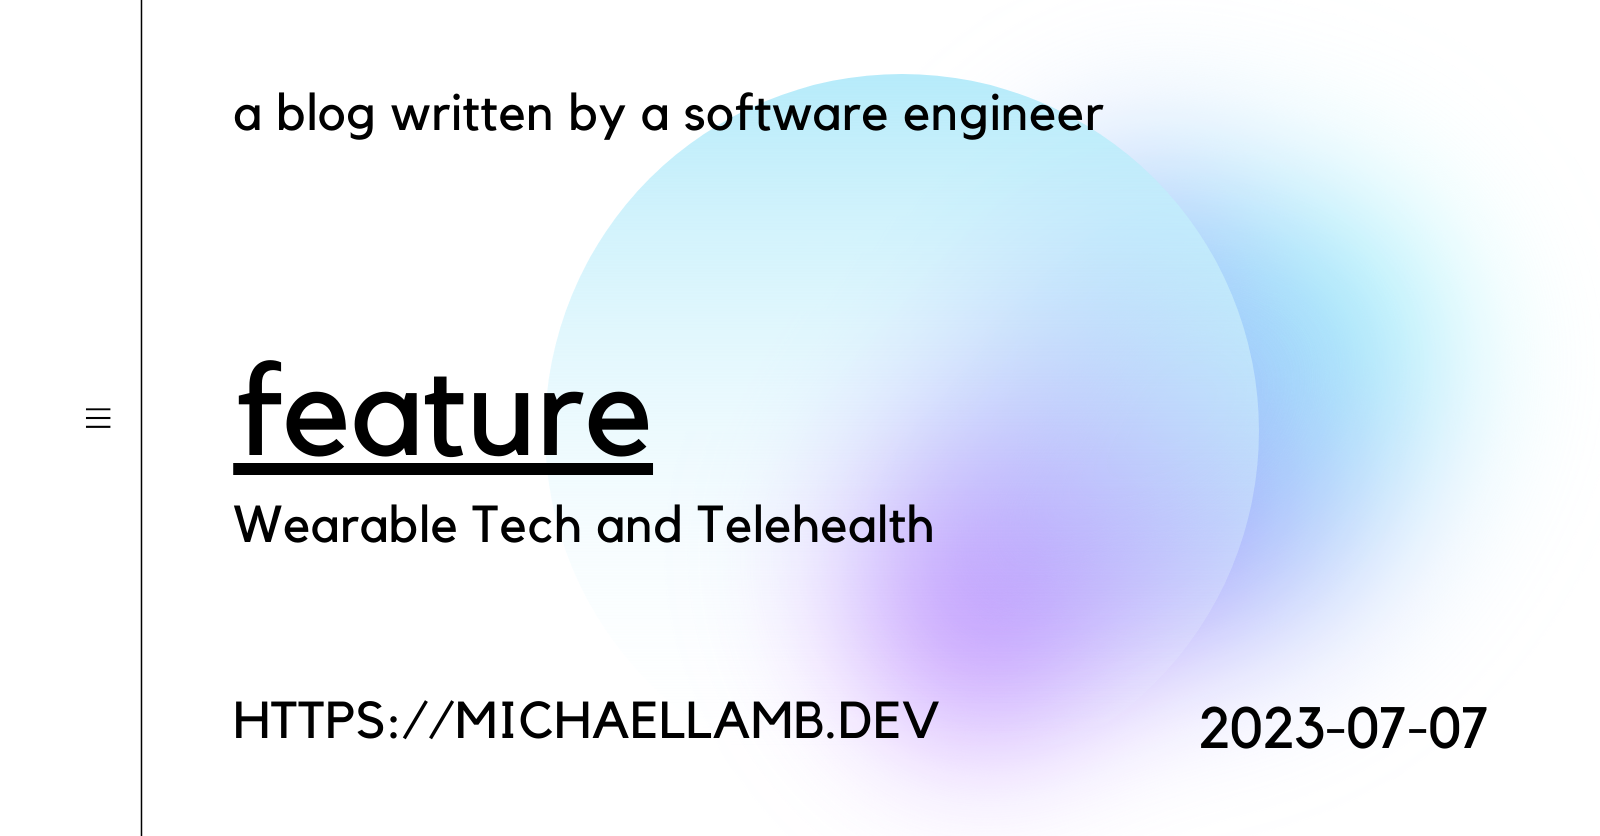 a blog written by a software engineer
feature
Wearable Tech and Telehealth
HTTPS://MICHAELLAMB.DEV
2023-07-07